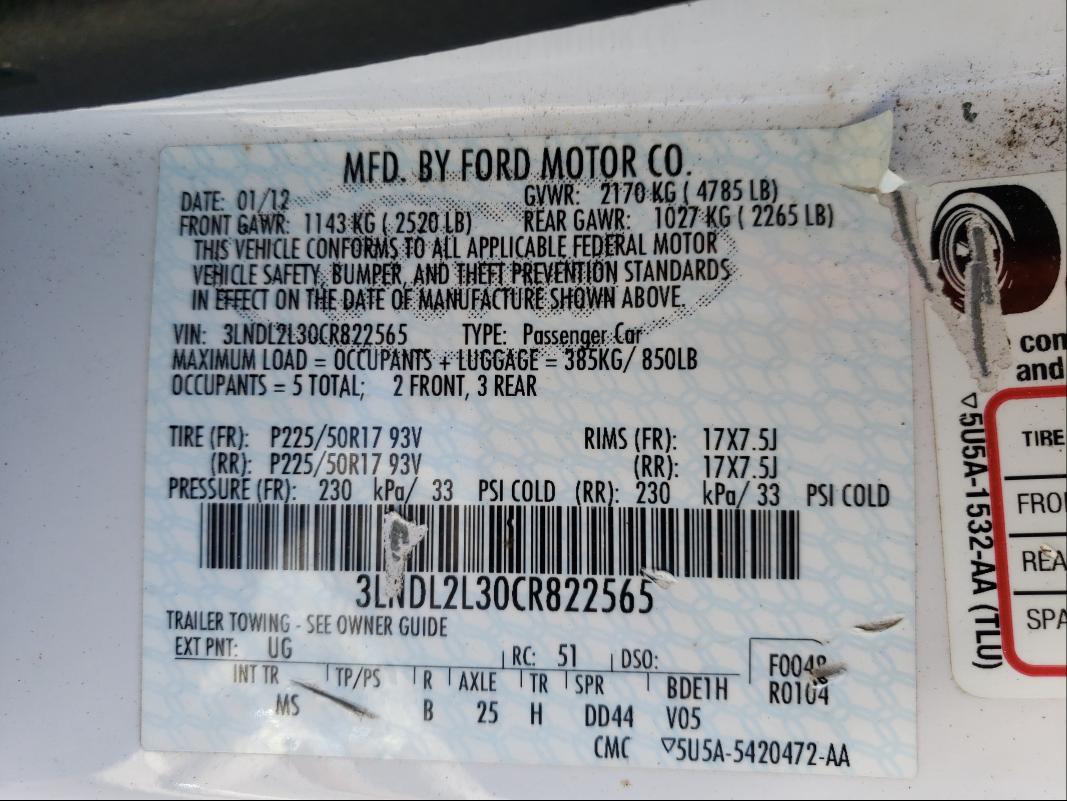 MFD. BY FORD MOTOR CO.
DATE: 01/12 GVWR: 2170 KG ( 4785 LB)
FRONT GAWR: 1143 KG ( 2520 LB) REAR GAWR: 1027 KG ( 2265 LB)
THIS VEHICLE CONFORMS TO ALL APPLICABLE FEDERAL MOTOR
VEHICLE SAFETY, BUMPER, AND THEFT PREVENTION STANDARDS
IN EFFECT ON THE DATE OF MANUFACTURE SHOWN ABOVE.
VIN: 3LNDL2L30CR822565 TYPE: Passenger Car
MAXIMUM LOAD = OCCUPANTS + LUGGAGE = 385KG/ 850LB
OCCUPANTS = 5 TOTAL; 2 FRONT, 3 REAR
TIRE (FR): P225/50R17 93V RIMS (FR): 17X7.5J
(RR): P225/50R17 93V (RR): 17X7.5J
PRESSURE (FR): 230 kPa/ 33 PSI COLD (RR): 230 kPa/ 33 PSI COLD
3LNDL2L30CR822565
TRAILER TOWING - SEE OWNER GUIDE
EXT PNT: UG RC: 51 DSO:
F0048
R0104
INT TR TP/PS R AXLE TR SPR BDE1H
MS B 25 H DD44 V05
CMC ▽5U5A-5420472-AA
▽5U5A-1532-AA (TLU)
com
and
TIRE
FRO
REA
SPA